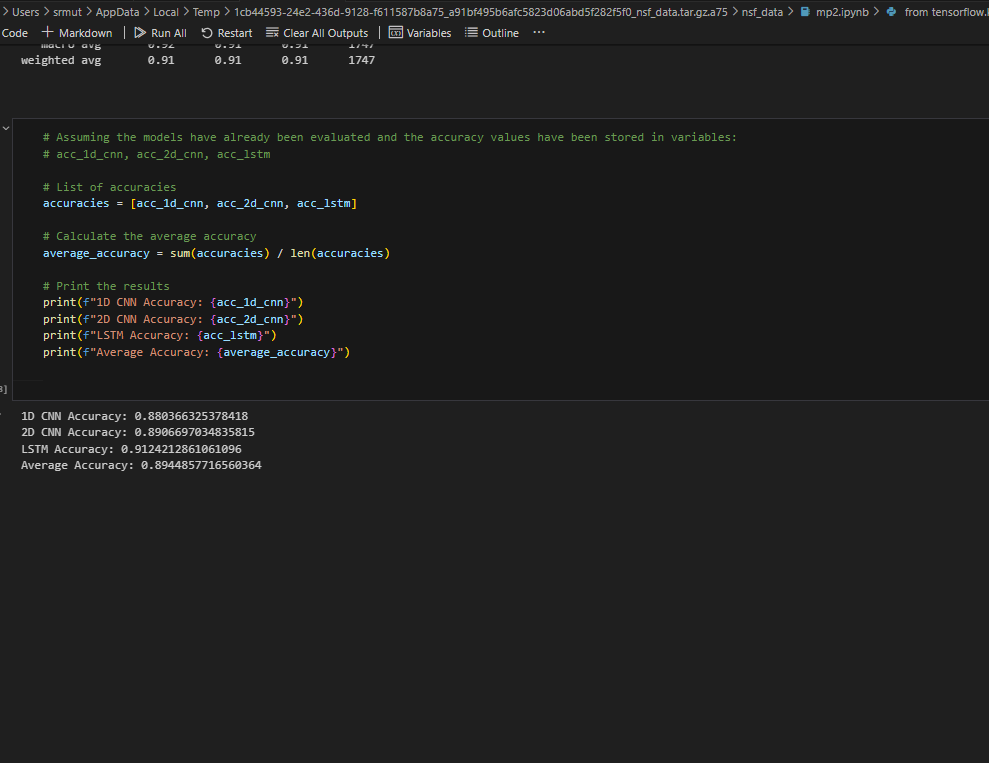 Users > srmut > AppData > Local > Temp > 1cb44593-24e2-436d-9128-f611587b8a75_a91bf495b6afc5823d06abd5f282f5f0_nsf_data.tar.gz.a75 > nsf_data > mp2.ipynb > from tensorflow.
Code + Markdown | Run All Restart Clear All Outputs | Variables Outline ...
macro avg 0.92 0.91 0.91 1747
weighted avg 0.91 0.91 0.91 1747
# Assuming the models have already been evaluated and the accuracy values have been stored in variables:
# acc_1d_cnn, acc_2d_cnn, acc_lstm
# List of accuracies
accuracies = [acc_1d_cnn, acc_2d_cnn, acc_lstm]
# Calculate the average accuracy
average_accuracy = sum(accuracies) / len(accuracies)
# Print the results
print(f"1D CNN Accuracy: {acc_1d_cnn}")
print(f"2D CNN Accuracy: {acc_2d_cnn}")
print(f"LSTM Accuracy: {acc_lstm}")
print(f"Average Accuracy: {average_accuracy}")
1D CNN Accuracy: 0.880366325378418
2D CNN Accuracy: 0.8906697034835815
LSTM Accuracy: 0.9124212861061096
Average Accuracy: 0.8944857716560364